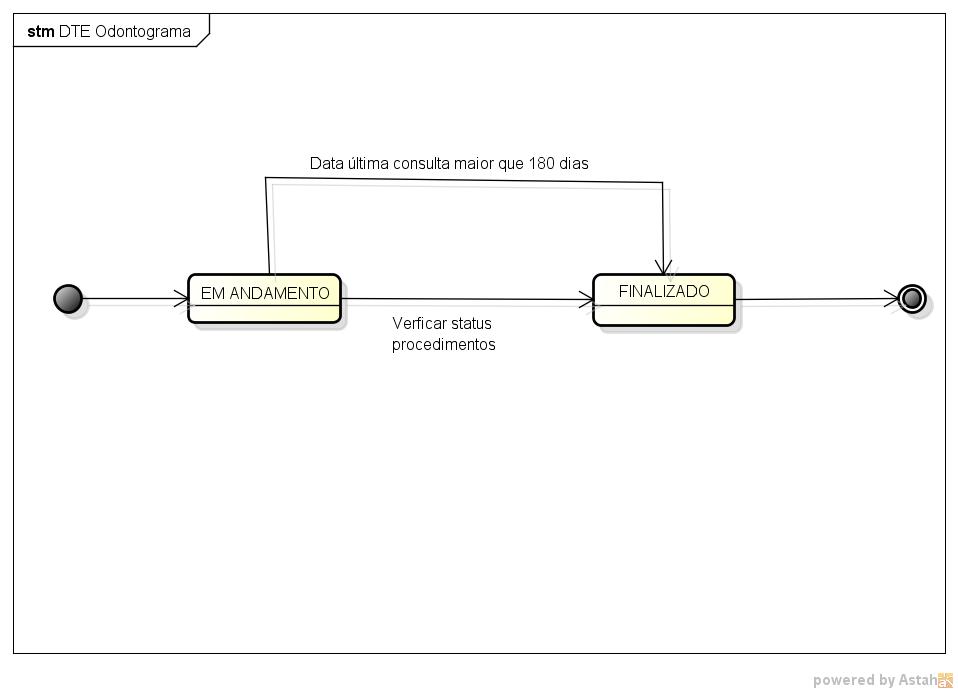 stm DTE Odontograma
Data última consulta maior que 180 dias
EM ANDAMENTO
FINALIZADO
Verficar status
procedimentos
powered by Astah